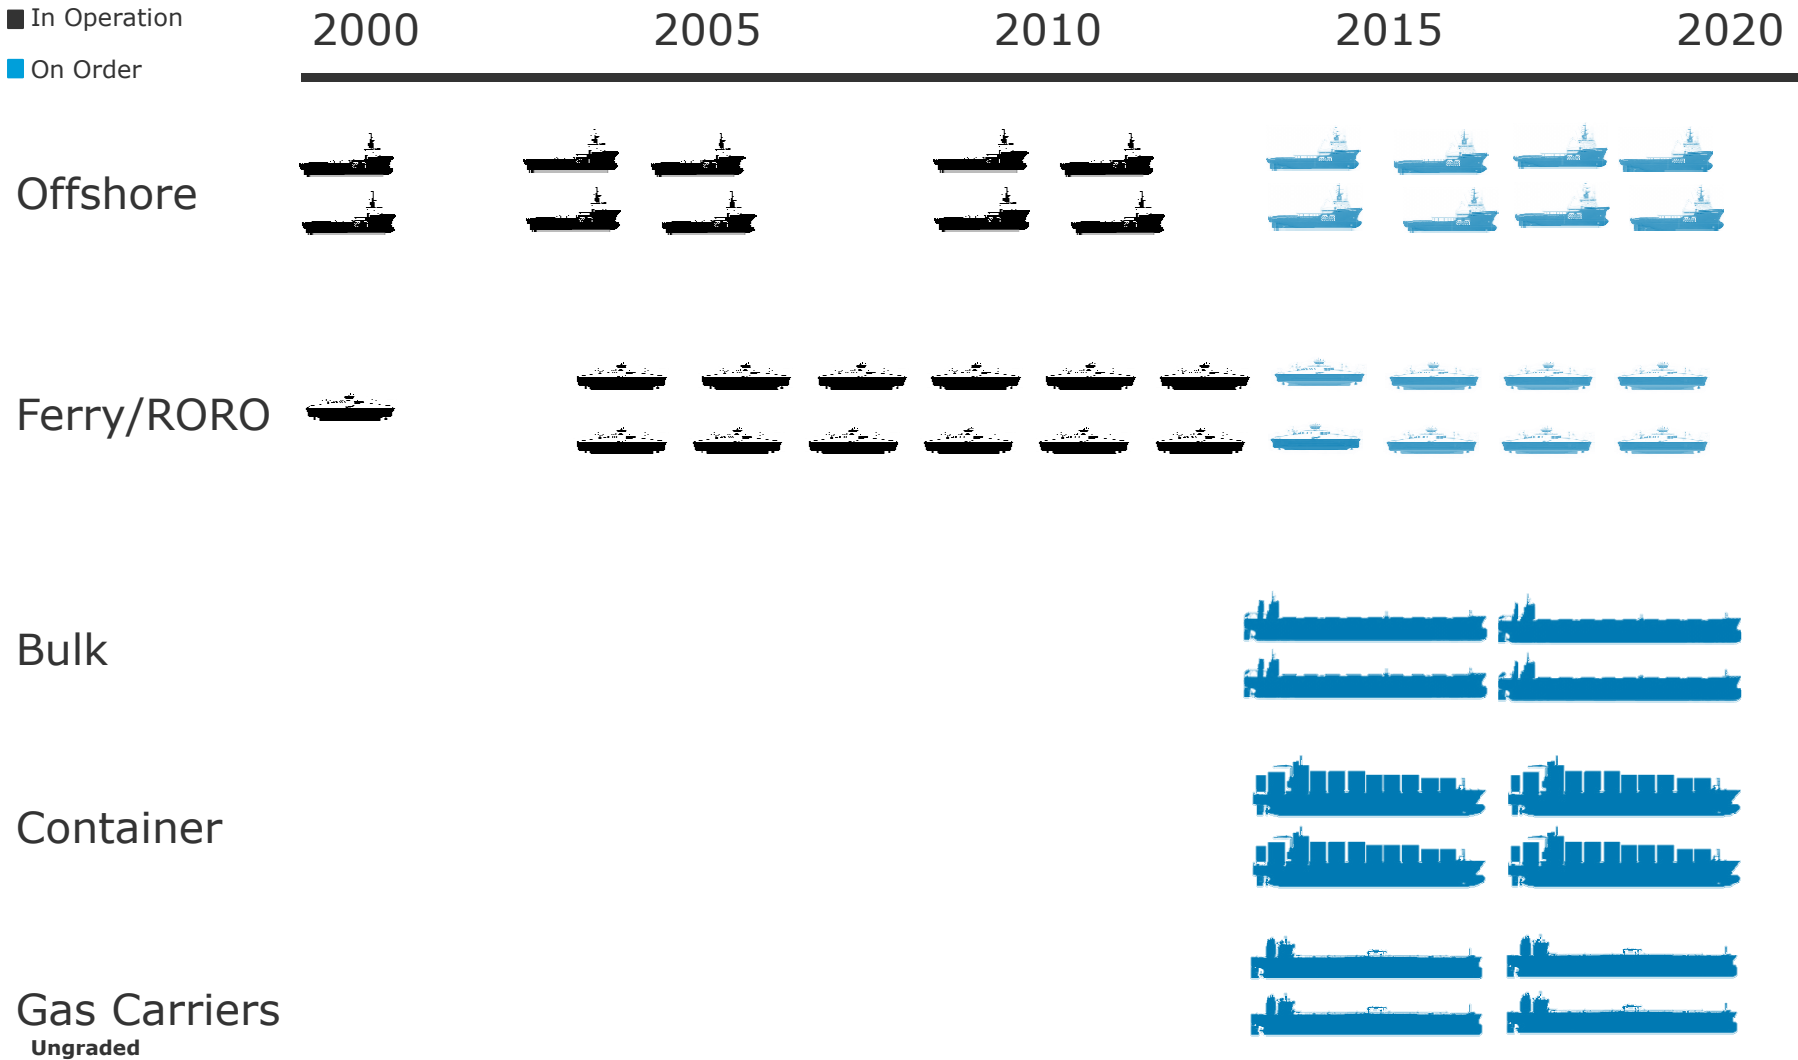 In Operation
On Order
2000 2005 2010 2015 2020
Offshore
Ferry/RORO
Bulk
Container
Gas Carriers
Ungraded